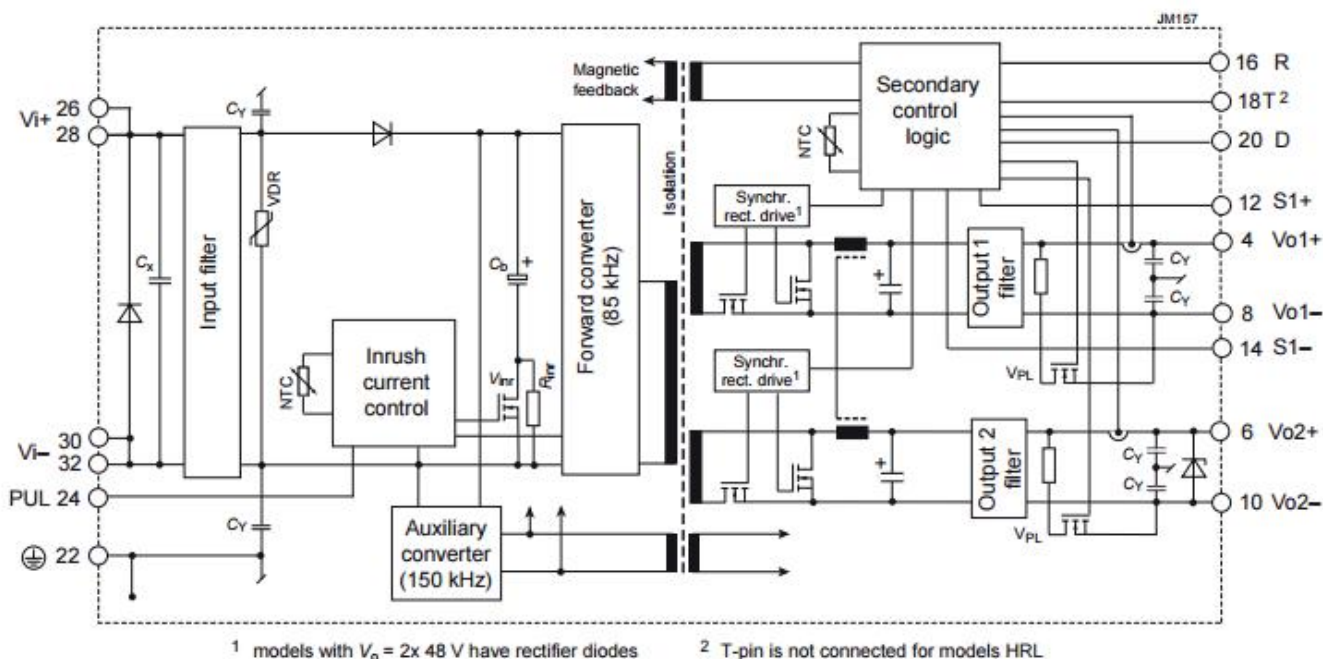 JM157
Vi+
26
28
Cx
Input filter
CY
VDR
Vi–
30
32
PUL 24
22
CY
NTC
Inrush
current
control
Cb
+
Vinr
Rinr
Forward converter
(85 kHz)
Auxiliary
converter
(150 kHz)
Magnetic
feedback
Isolation
Secondary
control
logic
NTC
Synchr.
rect. drive1
+
Output 1
filter
VPL
CY
CY
Synchr.
rect. drive1
+
Output 2
filter
VPL
CY
CY
16 R
18 T 2
20 D
12 S1+
4 Vo1+
8 Vo1–
14 S1–
6 Vo2+
10 Vo2–
1 models with Vo = 2x 48 V have rectifier diodes
2 T-pin is not connected for models HRL